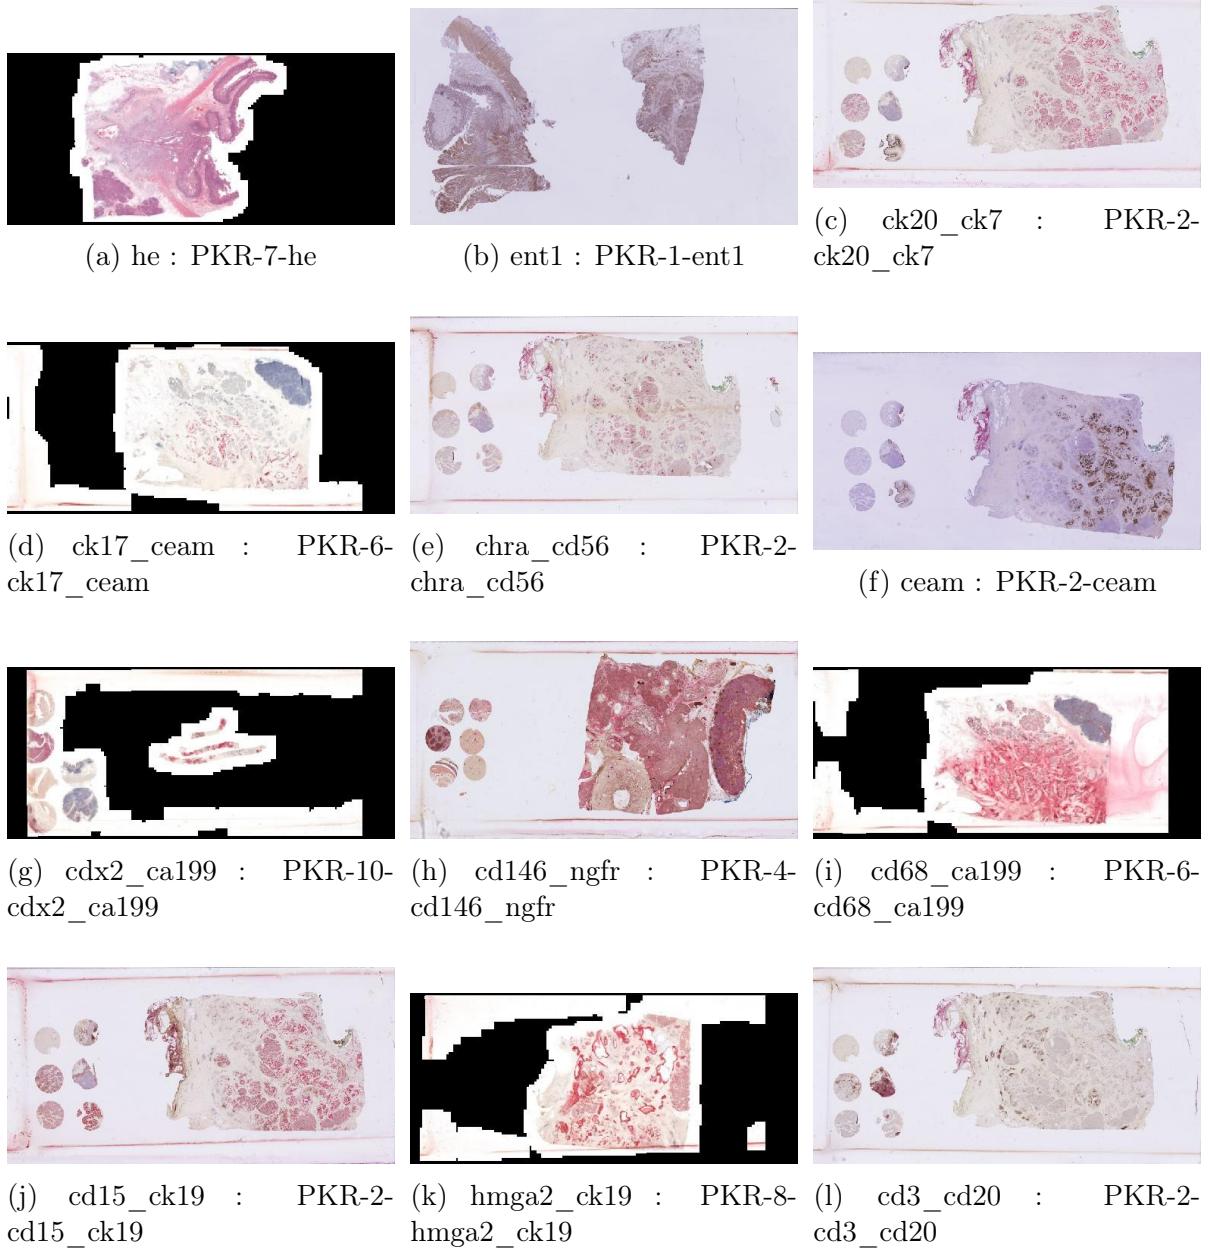 (a) he : PKR-7-he
(b) ent1 : PKR-1-ent1
(c) ck20_ck7 : PKR-2-
ck20_ck7
(d) ck17_ceam : PKR-6-
ck17_ceam
(e) chra_cd56 : PKR-2-
chra_cd56
(f) ceam : PKR-2-ceam
(g) cdx2_ca199 : PKR-10-
cdx2_ca199
(h) cd146_ngfr : PKR-4-
cd146_ngfr
(i) cd68_ca199 : PKR-6-
cd68_ca199
(j) cd15_ck19 : PKR-2-
cd15_ck19
(k) hmga2_ck19 : PKR-8-
hmga2_ck19
(l) cd3_cd20 : PKR-2-
cd3_cd20